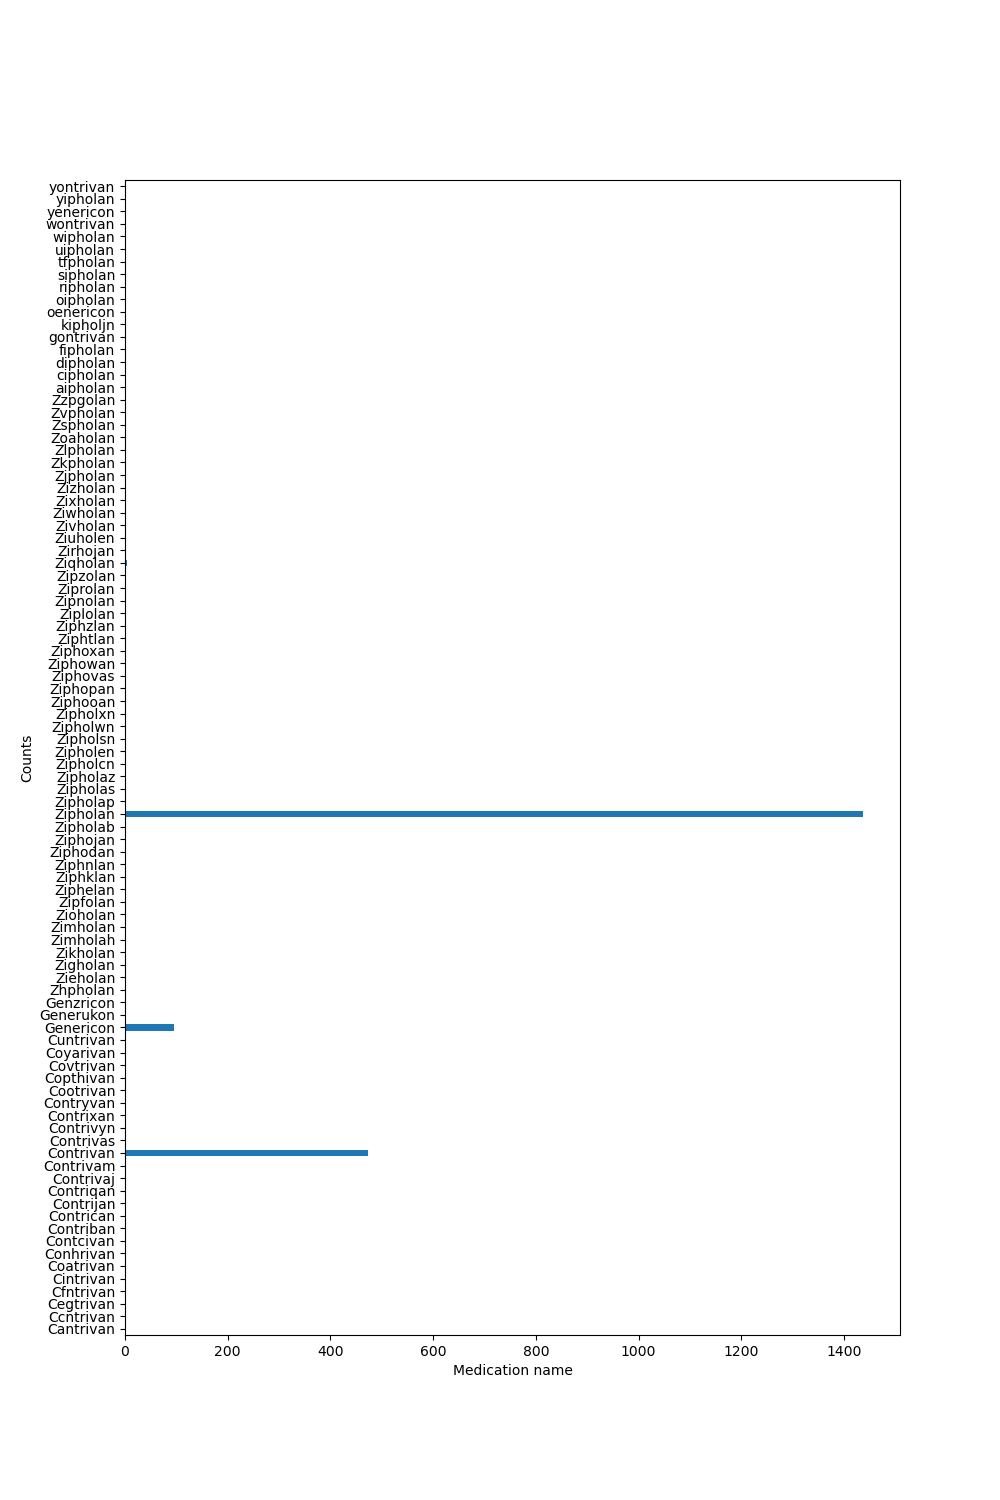 yontrivan
yipholan
yenericon
wontrivan
wipholan
uipholan
tfpholan
sipholan
ripholan
oipholan
oenericon
kipholjn
gontrivan
fipholan
dipholan
cipholan
aipholan
Zzpgolan
Zvpholan
Zspholan
Zoaholan
Zlpholan
Zkpholan
Zjpholan
Zizholan
Zixholan
Ziwholan
Zivholan
Ziuholen
Zirhojan
Ziqholan
Zipzolan
Ziprolan
Zipnolan
Ziplolan
Ziphzlan
Ziphtlan
Ziphoxan
Ziphowan
Ziphovas
Ziphopan
Ziphooan
Zipholxn
Zipholwn
Zipholsn
Zipholen
Zipholcn
Zipholaz
Zipholas
Zipholap
Zipholan
Zipholab
Ziphojan
Ziphodan
Ziphnlan
Ziphklan
Ziphelan
Zipfolan
Zioholan
Zimholan
Zimholah
Zikholan
Zigholan
Zieholan
Zhpholan
Genzricon
Generukon
Genericon
Cuntrivan
Coyarivan
Covtrivan
Copthivan
Cootrivan
Contryvan
Contrixan
Contrivyn
Contrivas
Contrivan
Contrivam
Contrivaj
Contriqan
Contrijan
Contrican
Contriban
Contcivan
Conhrivan
Coatrivan
Cintrivan
Cfntrivan
Cegtrivan
Ccntrivan
Cantrivan
Counts
0 200 400 600 800 1000 1200 1400
Medication name